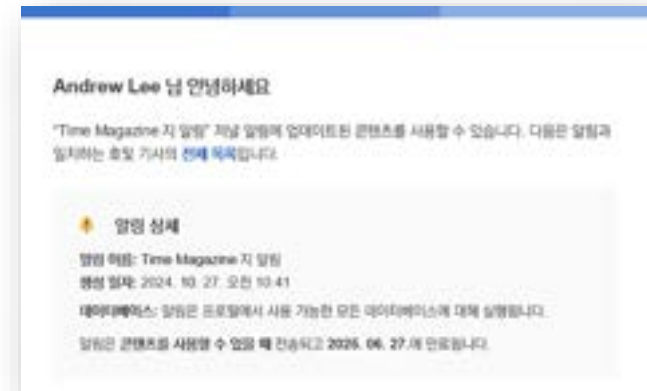 Andrew Lee 님 안녕하세요
"Time Magazine 지 알림" 저널 알림에 업데이트된 콘텐츠를 사용할 수 있습니다. 다음은 알림과
일치하는 호및 기사의 전체 목록입니다.
알림 상세
알림 이름: Time Magazine 지 알림
생성 일자: 2024. 10. 27. 오전 10:41
데이터베이스: 알림은 프로필에서 사용 가능한 모든 데이터베이스에 대해 실행됩니다.
알림은 콘텐츠를 사용할 수 있을 때 전송되고 2025. 06. 27.에 만료됩니다.